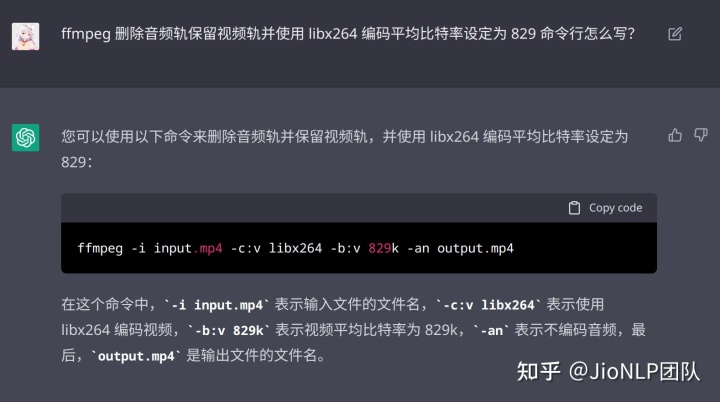 ffmpeg 删除音频轨保留视频轨并使用 libx264 编码平均比特率设定为 829 命令行怎么写？
您可以使用以下命令来删除音频轨并保留视频轨，并使用 libx264 编码平均比特率设定为
829：
Copy code
ffmpeg -i input.mp4 -c:v libx264 -b:v 829k -an output.mp4
在这个命令中，`-i input.mp4` 表示输入文件的文件名，`-c:v libx264` 表示使用
libx264 编码视频，`-b:v 829k` 表示视频平均比特率为 829k，`-an` 表示不编码音频，最
后，`output.mp4` 是输出文件的文件名。
知乎 @JioNLP团队